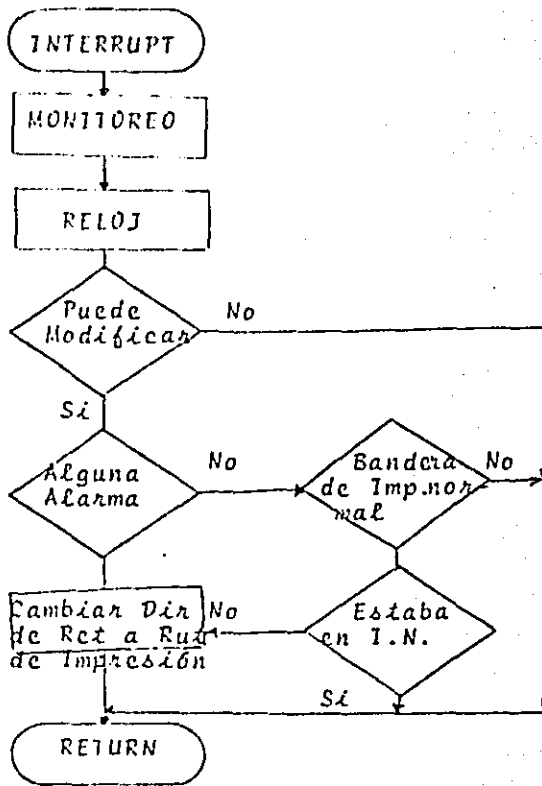 INTERRUPT
MONITOREO
RELOJ
Puede
Modificar
No
Si
Alguna
Alarma
No
Bandera
de Imp.nor-
mal
No
Cambiar Dir
de Ret a Rut
de Impresión
No
Estaba
en I.N.
Si
RETURN